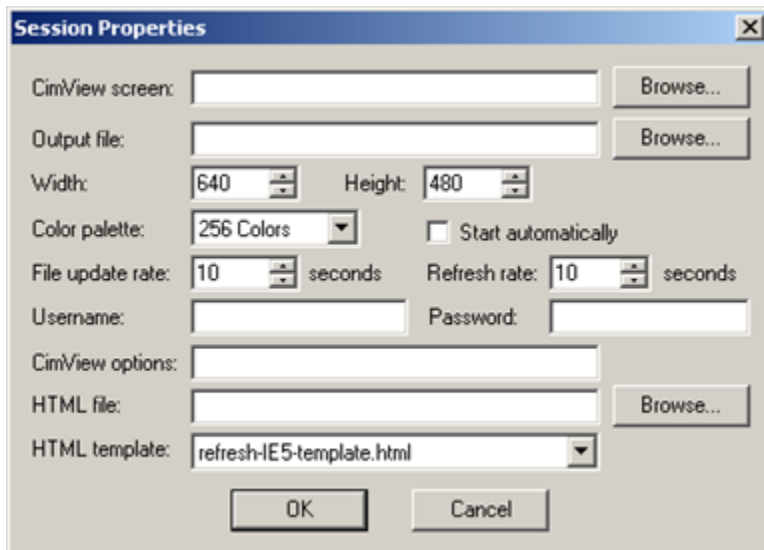 Session Properties
CimView screen: Browse...
Output file: Browse...
Width: 640 Height: 480
Color palette: 256 Colors Start automatically
File update rate: 10 seconds Refresh rate: 10 seconds
Username: Password:
CimView options:
HTML file: Browse...
HTML template: refresh-IE5-template.html
OK Cancel